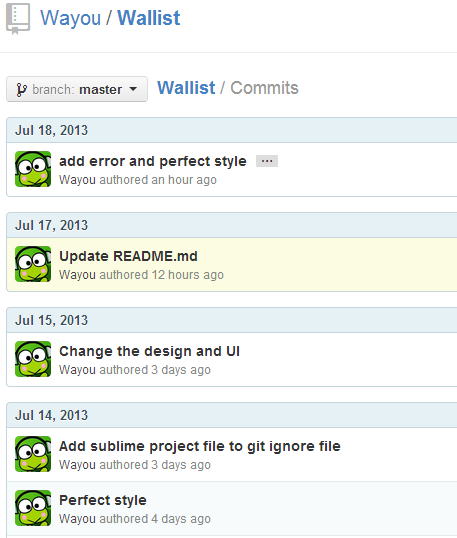 Wayou / Wallist
branch: master Wallist / Commits
Jul 18, 2013
add error and perfect style ...
Wayou authored an hour ago
Jul 17, 2013
Update README.md
Wayou authored 12 hours ago
Jul 15, 2013
Change the design and UI
Wayou authored 3 days ago
Jul 14, 2013
Add sublime project file to git ignore file
Wayou authored 3 days ago
Perfect style
Wayou authored 4 days ago